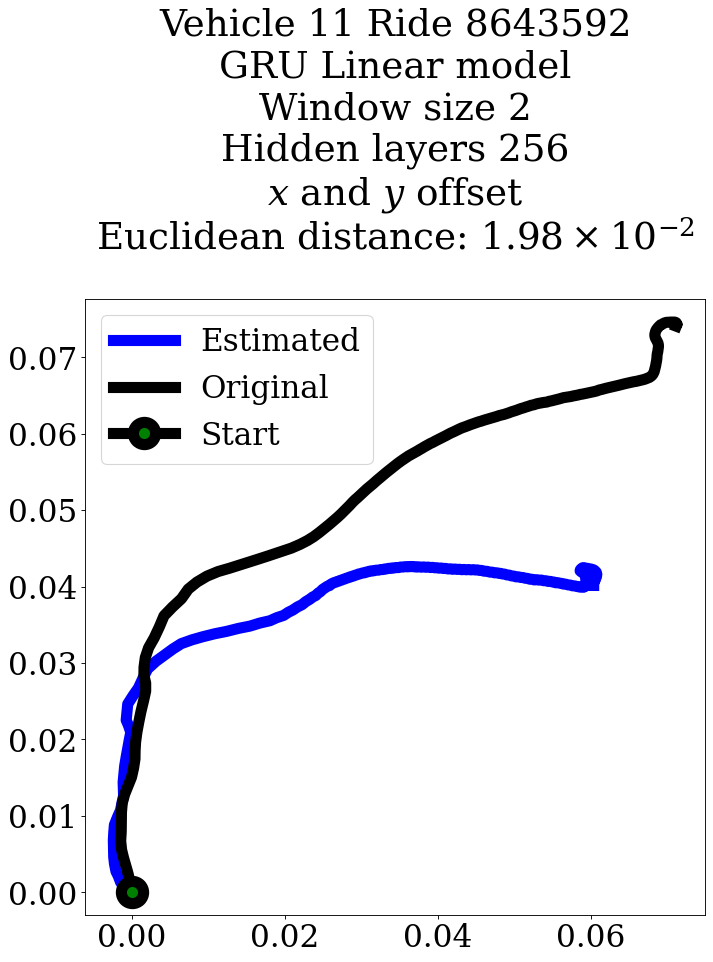 Vehicle 11 Ride 8643592
GRU Linear model
Window size 2
Hidden layers 256
x and y offset
Euclidean distance: 1.98 × 10⁻²
Estimated
Original
Start
0.07
0.06
0.05
0.04
0.03
0.02
0.01
0.00
0.00 0.02 0.04 0.06